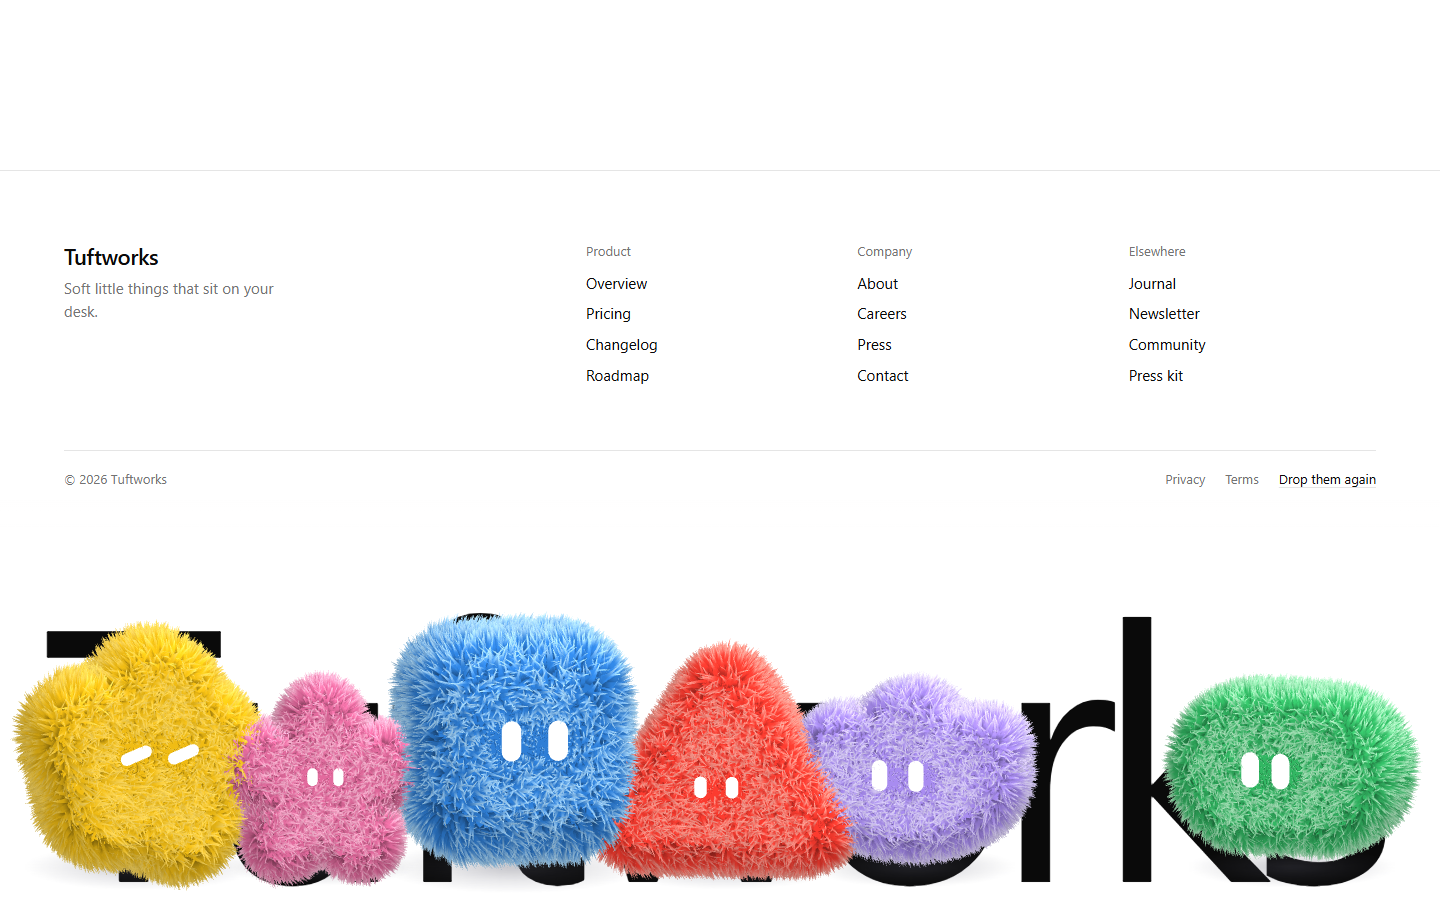 Tuftworks
Soft little things that sit on your
desk.
Product
Overview
Pricing
Changelog
Roadmap
Company
About
Careers
Press
Contact
Elsewhere
Journal
Newsletter
Community
Press kit
© 2026 Tuftworks
Privacy Terms Drop them again
Tuftworks